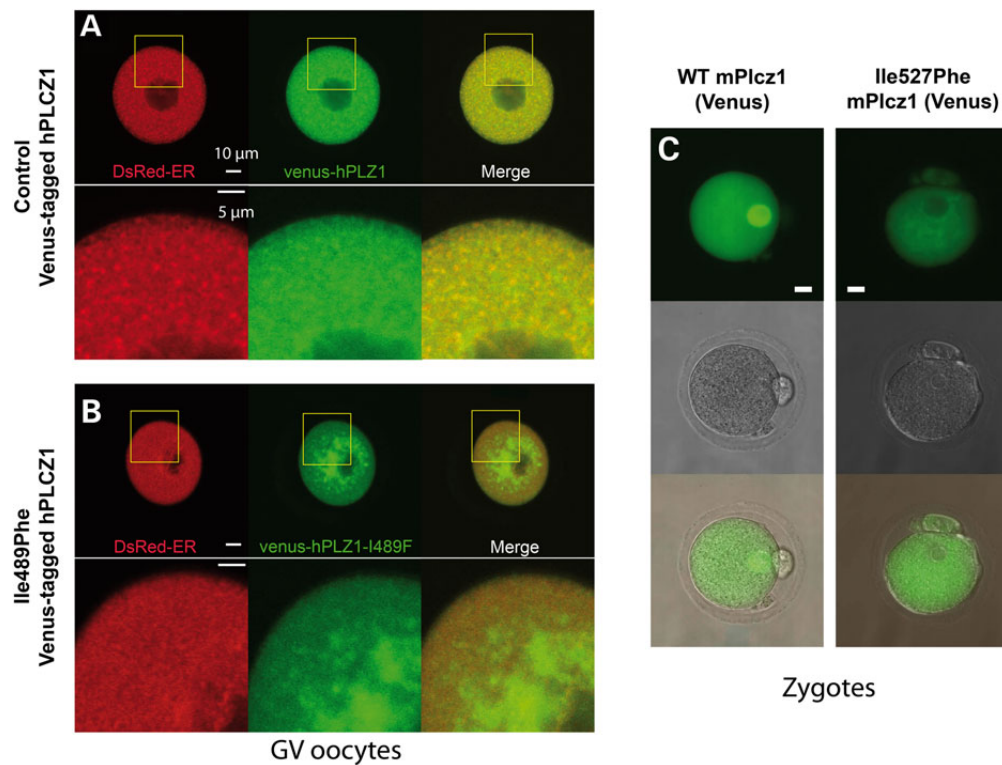 A
Control
Venus-tagged hPLCZ1
DsRed-ER
10 µm
venus-hPLZ1
Merge
5 µm
B
Ile489Phe
Venus-tagged hPLCZ1
DsRed-ER
venus-hPLZ1-I489F
Merge
GV oocytes
WT mPlcz1
(Venus)
Ile527Phe
mPlcz1 (Venus)
C
Zygotes